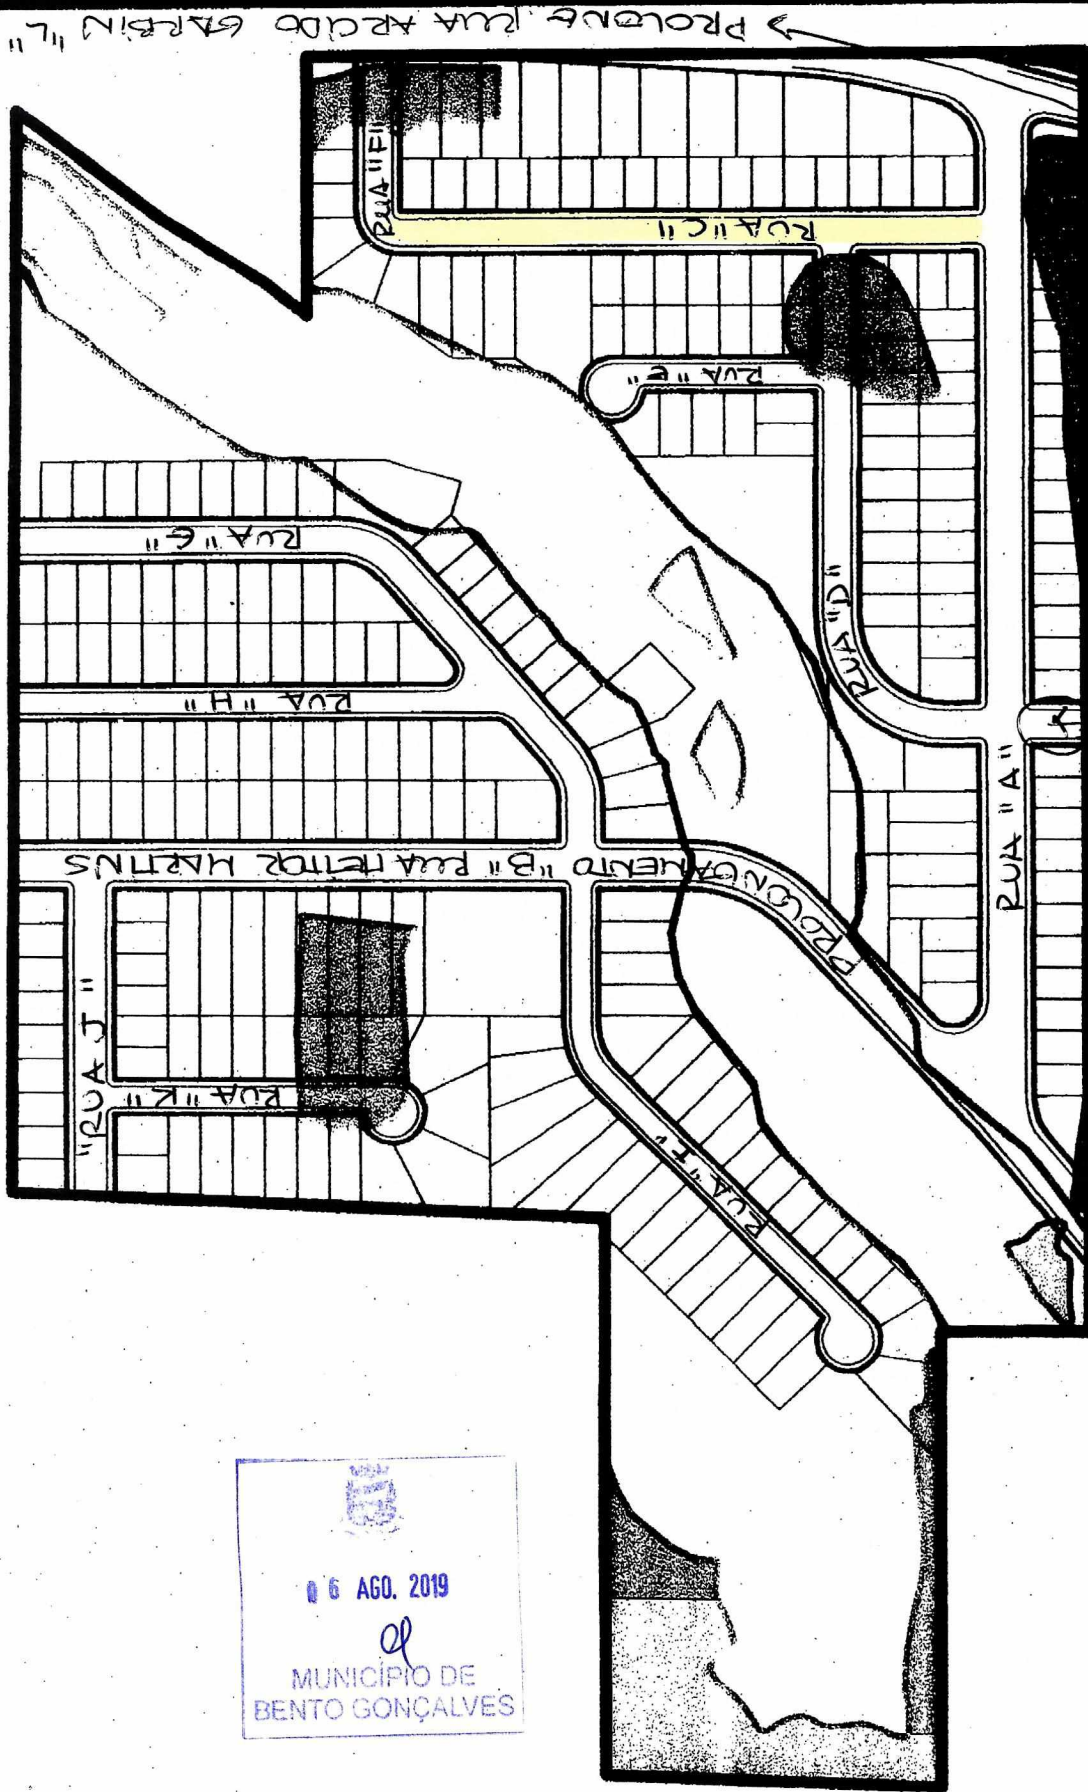 PROLONG. RUA ARCIDO GARBIN "L"
RUA "F"
RUA "C"
RUA "E"
RUA "D"
RUA "G"
RUA "H"
RUA "A"
PROLONGAMENTO "B" RUA HEITOR MARTINS
"RUA J"
RUA "K"
RUA "I"
06 AGO. 2019
MUNICÍPIO DE
BENTO GONÇALVES